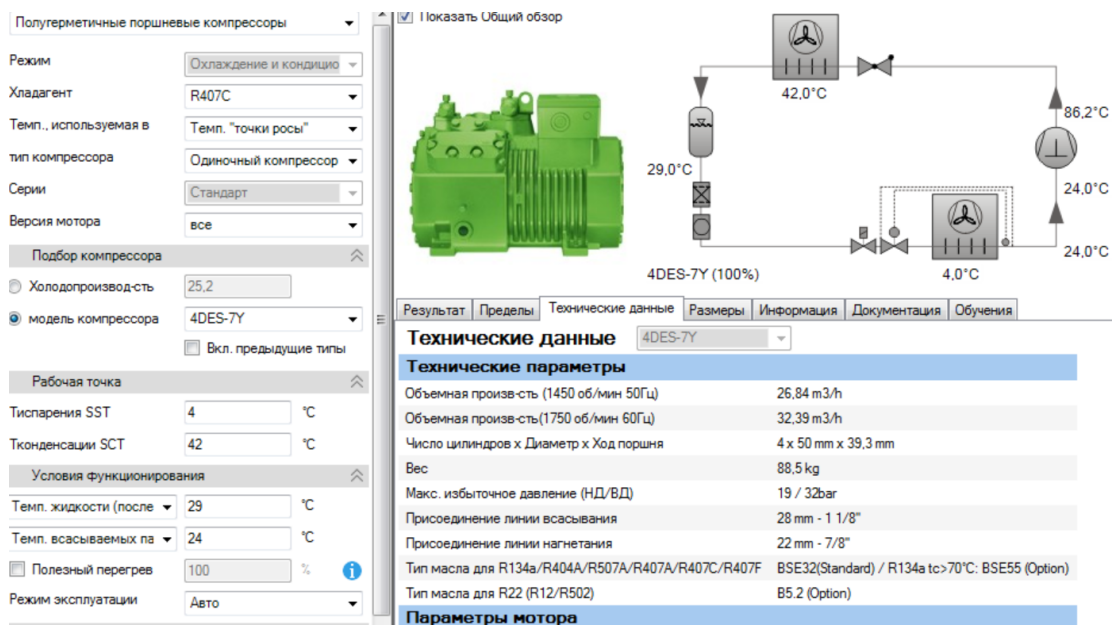 Полугерметичные поршневые компрессоры
Режим Охлаждение и кондицио
Хладагент R407C
Темп., используемая в Темп. "точки росы"
тип компрессора Одиночный компрессор
Серии Стандарт
Версия мотора все
Подбор компрессора
Холодопроизвод-сть 25,2
модель компрессора 4DES-7Y
Вкл. предыдущие типы
Рабочая точка
Тиспарения SST 4 °C
Тконденсации SCT 42 °C
Условия функционирования
Темп. жидкости (после 29 °C
Темп. всасываемых па 24 °C
Полезный перегрев 100 %
Режим эксплуатации Авто
Показать Общий обзор
42,0°C
86,2°C
29,0°C
24,0°C
24,0°C
4DES-7Y (100%)
4,0°C
Результат Пределы Технические данные Размеры Информация Документация Обучения
Технические данные 4DES-7Y
Технические параметры
Объемная произв-сть (1450 об/мин 50Гц) 26,84 m3/h
Объемная произв-сть(1750 об/мин 60Гц) 32,39 m3/h
Число цилиндров x Диаметр x Ход поршня 4 x 50 mm x 39,3 mm
Вес 88,5 kg
Макс. избыточное давление (НД/ВД) 19 / 32bar
Присоединение линии всасывания 28 mm - 1 1/8"
Присоединение линии нагнетания 22 mm - 7/8"
Тип масла для R134a/R404A/R507A/R407A/R407C/R407F BSE32(Standard) / R134a tc>70°C: BSE55 (Option)
Тип масла для R22 (R12/R502) B5.2 (Option)
Параметры мотора